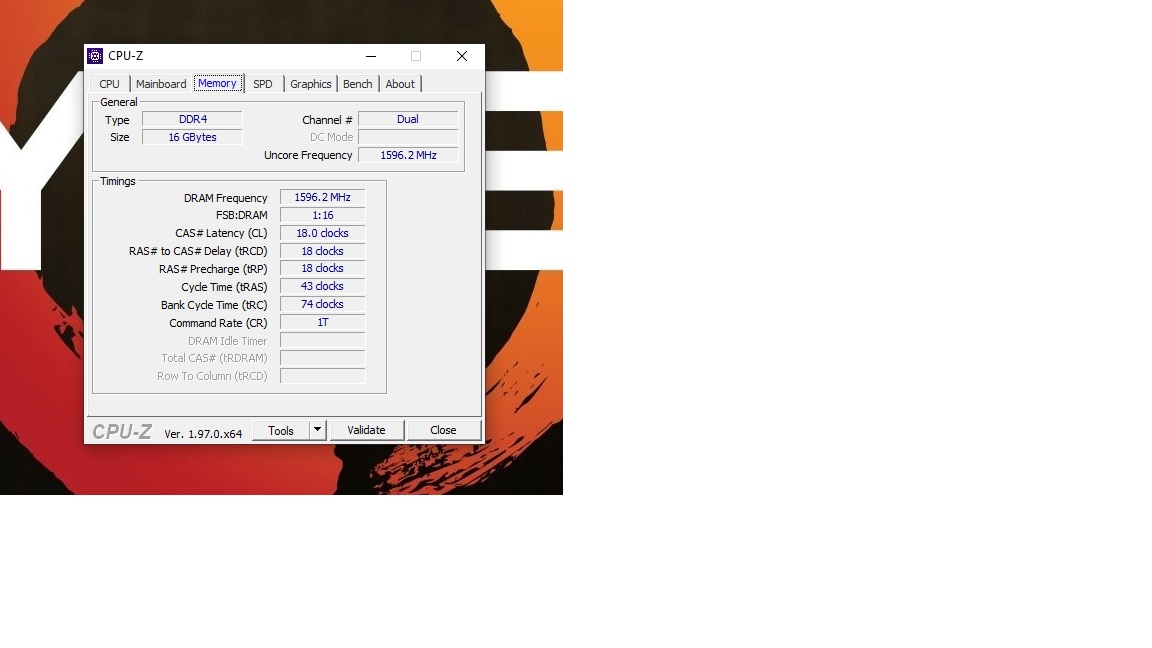 CPU-Z
CPU Mainboard Memory SPD Graphics Bench About
General
Type DDR4 Channel # Dual
Size 16 GBytes DC Mode
Uncore Frequency 1596.2 MHz
Timings
DRAM Frequency 1596.2 MHz
FSB:DRAM 1:16
CAS# Latency (CL) 18.0 clocks
RAS# to CAS# Delay (tRCD) 18 clocks
RAS# Precharge (tRP) 18 clocks
Cycle Time (tRAS) 43 clocks
Bank Cycle Time (tRC) 74 clocks
Command Rate (CR) 1T
DRAM Idle Timer
Total CAS# (tRDRAM)
Row To Column (tRCD)
CPU-Z Ver. 1.97.0.x64 Tools Validate Close